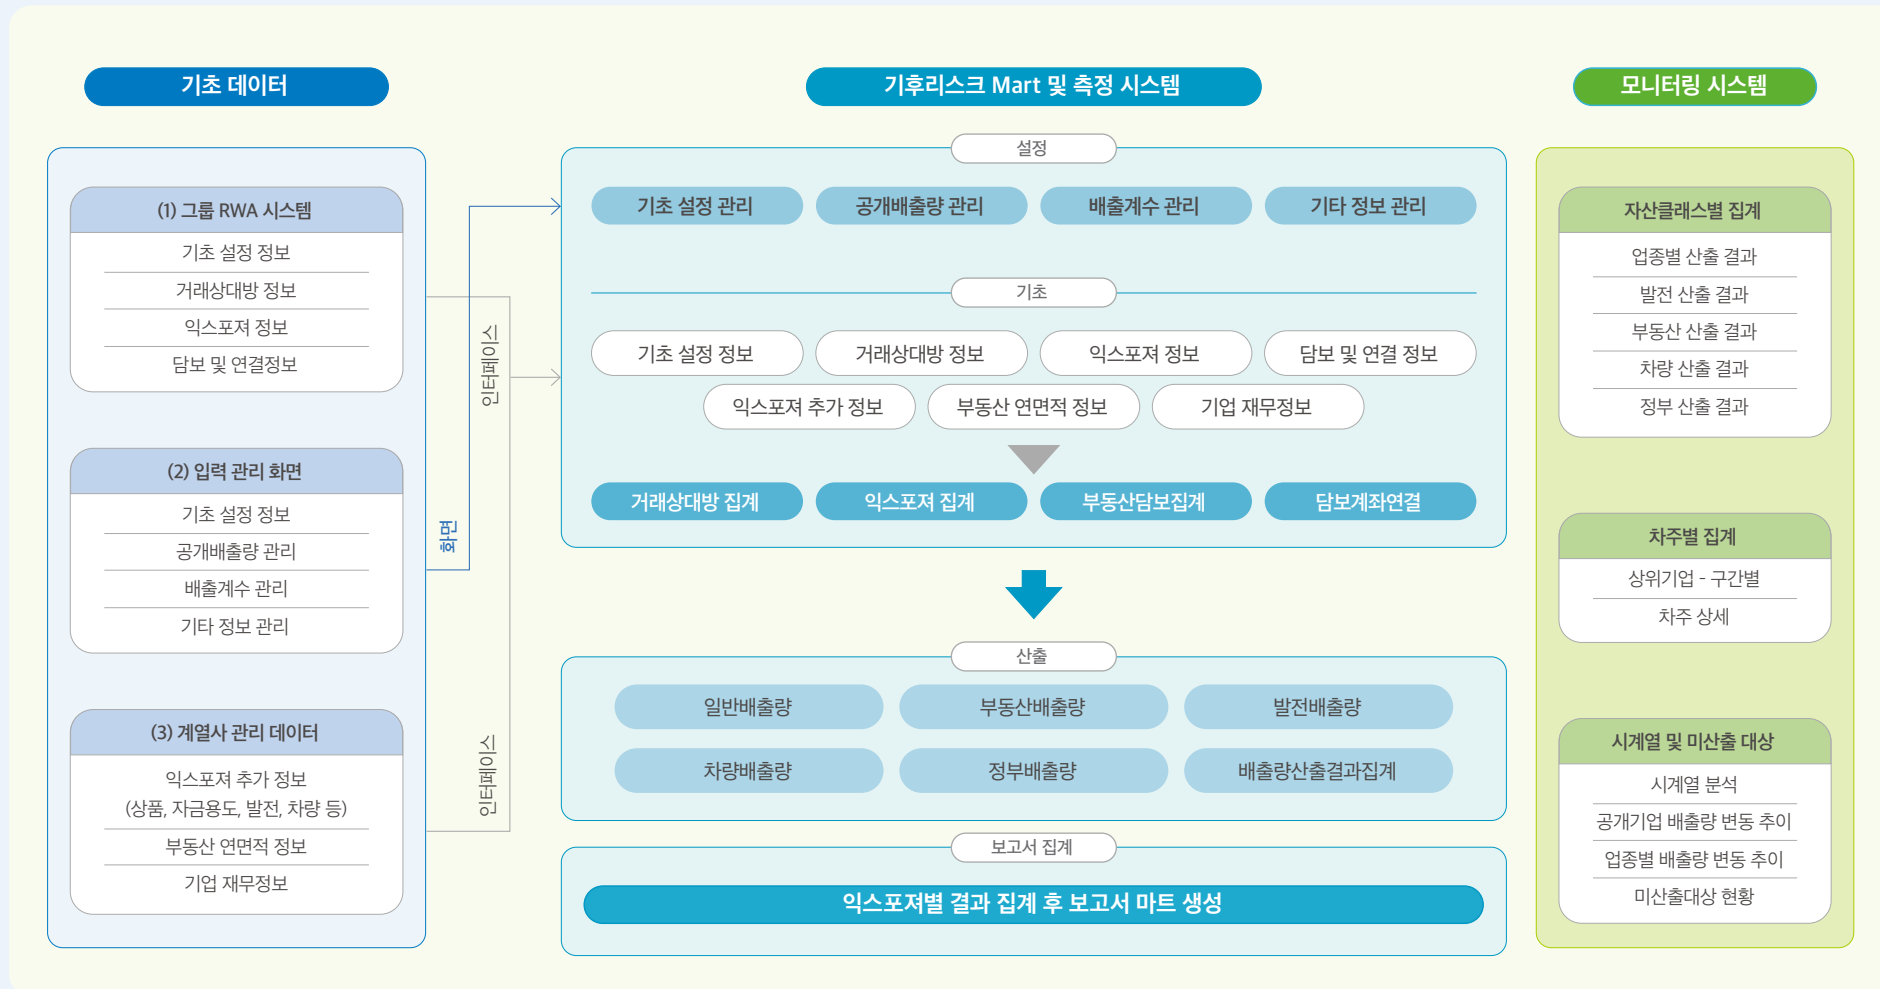 기초 데이터
(1) 그룹 RWA 시스템
기초 설정 정보
거래상대방 정보
익스포져 정보
담보 및 연결정보
(2) 입력 관리 화면
기초 설정 정보
공개배출량 관리
배출계수 관리
기타 정보 관리
(3) 계열사 관리 데이터
익스포져 추가 정보
(상품, 자금용도, 발전, 차량 등)
부동산 연면적 정보
기업 재무정보
인터페이스
화면
인터페이스
기후리스크 Mart 및 측정 시스템
설정
기초 설정 관리
공개배출량 관리
배출계수 관리
기타 정보 관리
기초
기초 설정 정보
거래상대방 정보
익스포져 정보
담보 및 연결 정보
익스포져 추가 정보
부동산 연면적 정보
기업 재무정보
거래상대방 집계
익스포져 집계
부동산담보집계
담보계좌연결
산출
일반배출량
부동산배출량
발전배출량
차량배출량
정부배출량
배출량산출결과집계
보고서 집계
익스포져별 결과 집계 후 보고서 마트 생성
모니터링 시스템
자산클래스별 집계
업종별 산출 결과
발전 산출 결과
부동산 산출 결과
차량 산출 결과
정부 산출 결과
차주별 집계
상위기업 - 구간별
차주 상세
시계열 및 미산출 대상
시계열 분석
공개기업 배출량 변동 추이
업종별 배출량 변동 추이
미산출대상 현황